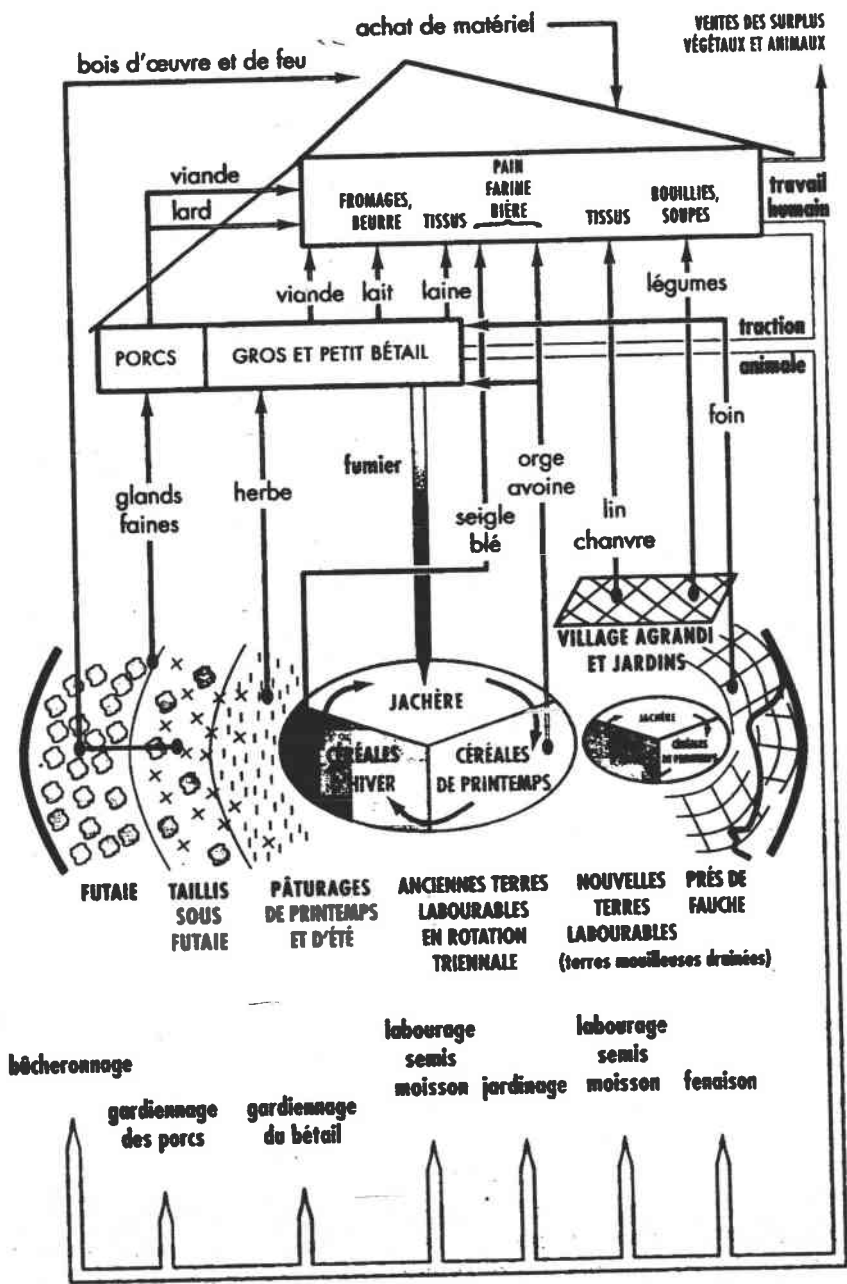 achat de matériel
VENTES DES SURPLUS
VÉGÉTAUX ET ANIMAUX
bois d'œuvre et de feu
viande
lard
FROMAGES,
BEURRE
TISSUS
PAIN
FARINE
BIÈRE
TISSUS
BOUILLIES,
SOUPES
travail
humain
viande
lait
laine
légumes
PORCS
GROS ET PETIT BÉTAIL
traction
animale
glands
faines
herbe
fumier
seigle
blé
orge
avoine
lin
chanvre
foin
VILLAGE AGRANDI
ET JARDINS
JACHÈRE
CÉRÉALES
HIVER
CÉRÉALES
DE PRINTEMPS
JACHÈRE
CÉRÉALES
DE PRINTEMPS
FUTAIE
TAILLIS
SOUS
FUTAIE
PÂTURAGES
DE PRINTEMPS
ET D'ÉTÉ
ANCIENNES TERRES
LABOURABLES
EN ROTATION
TRIENNALE
NOUVELLES
TERRES
LABOURABLES
(terres mouilleuses drainées)
PRÉS DE
FAUCHE
bûcheronnage
gardiennage
des porcs
gardiennage
du bétail
labourage
semis
moisson
jardinage
labourage
semis
moisson
fenaison